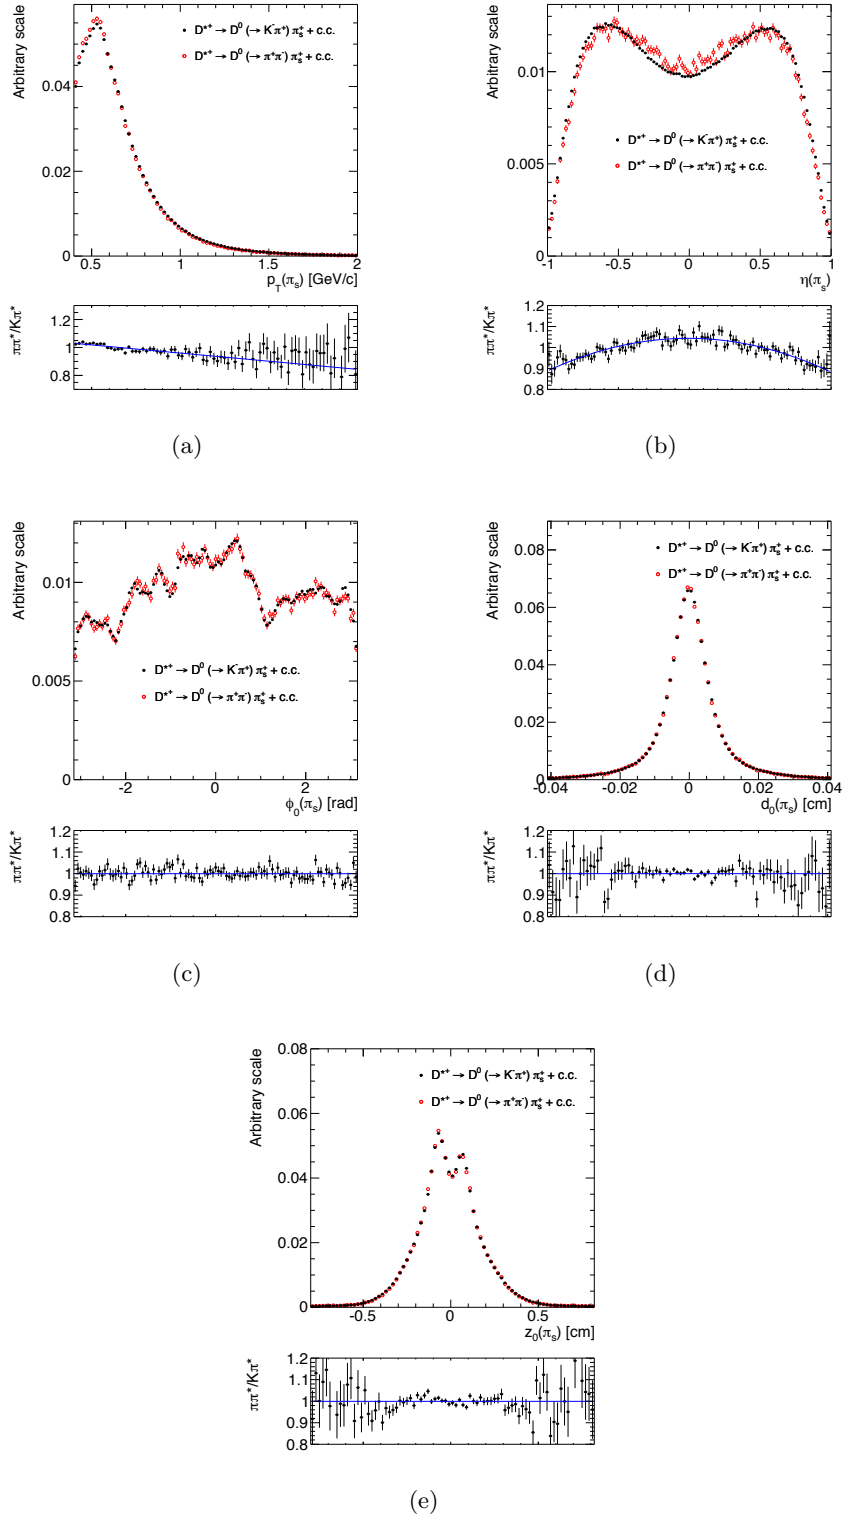 Arbitrary scale
D*+ → D0 (→ K-π+) πs+ + c.c.
D*+ → D0 (→ π+π-) πs+ + c.c.
0.04
0.02
0
0.5 1 1.5 2
pT(πs) [GeV/c]
ππ*/Kπ*
1.2
1
0.8
(a)
Arbitrary scale
0.01
D*+ → D0 (→ K-π+) πs+ + c.c.
D*+ → D0 (→ π+π-) πs+ + c.c.
0.005
0
-1 -0.5 0 0.5 1
η(πs)
ππ*/Kπ*
1.2
1.1
1
0.9
0.8
(b)
Arbitrary scale
0.01
D*+ → D0 (→ K-π+) πs+ + c.c.
D*+ → D0 (→ π+π-) πs+ + c.c.
0.005
0
-2 0 2
ϕ0(πs) [rad]
ππ*/Kπ*
1.2
1.1
1
0.9
0.8
(c)
Arbitrary scale
0.08
D*+ → D0 (→ K-π+) πs+ + c.c.
D*+ → D0 (→ π+π-) πs+ + c.c.
0.06
0.04
0.02
0
-0.04 -0.02 0 0.02 0.04
d0(πs) [cm]
ππ*/Kπ*
1.2
1.1
1
0.9
0.8
(d)
Arbitrary scale
0.08
D*+ → D0 (→ K-π+) πs+ + c.c.
D*+ → D0 (→ π+π-) πs+ + c.c.
0.06
0.04
0.02
0
-0.5 0 0.5
z0(πs) [cm]
ππ*/Kπ*
1.2
1.1
1
0.9
0.8
(e)